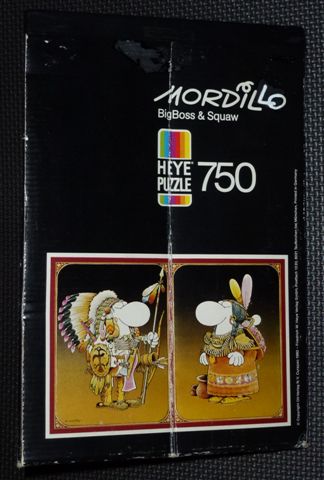 MORDILLO
BigBoss & Squaw
HEYE®
PUZZLE
750